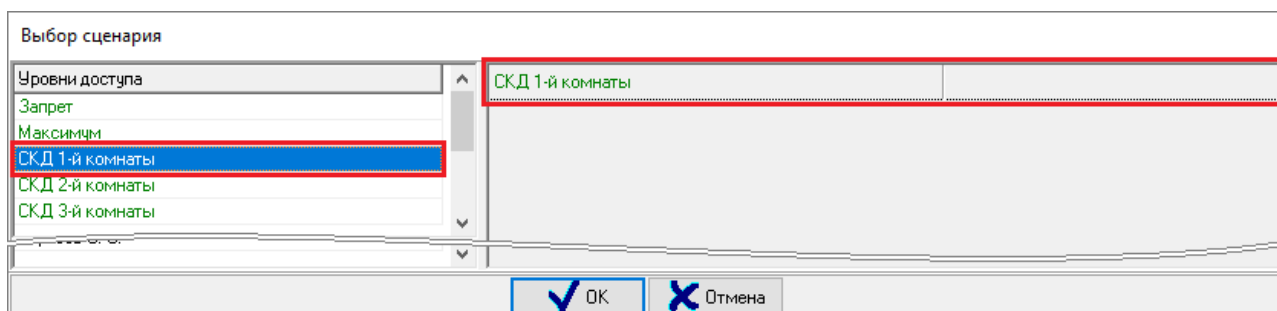 Выбор сценария
Уровни доступа
Запрет
Максимум
СКД 1-й комнаты
СКД 2-й комнаты
СКД 3-й комнаты
СКД 1-й комнаты
OK
Отмена